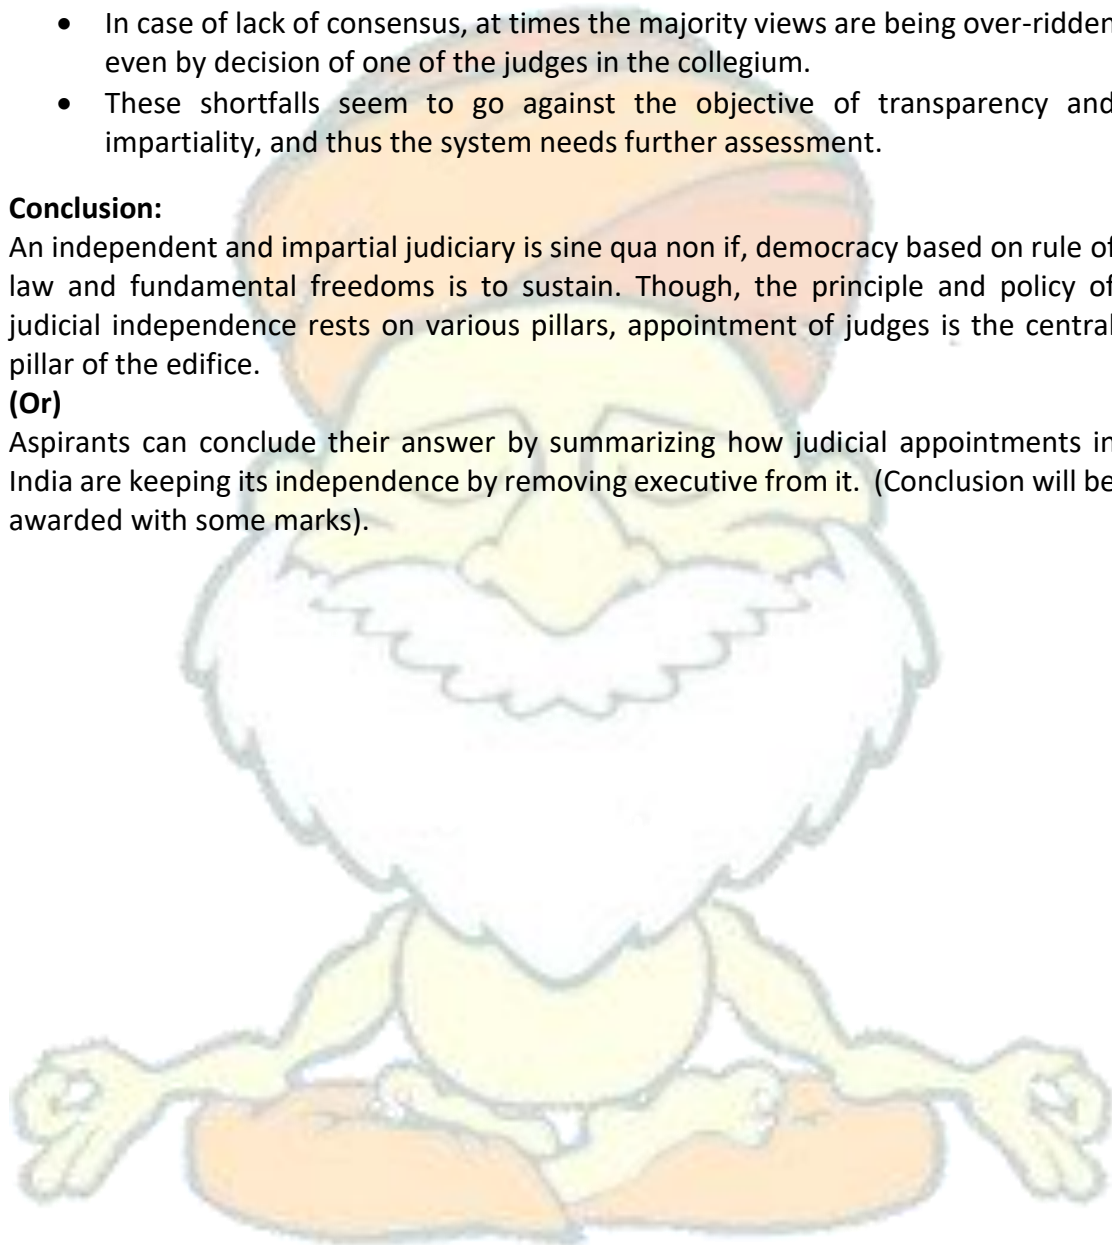 • In case of lack of consensus, at times the majority views are being over-ridden
even by decision of one of the judges in the collegium.
• These shortfalls seem to go against the objective of transparency and
impartiality, and thus the system needs further assessment.
Conclusion:
An independent and impartial judiciary is sine qua non if, democracy based on rule of
law and fundamental freedoms is to sustain. Though, the principle and policy of
judicial independence rests on various pillars, appointment of judges is the central
pillar of the edifice.
(Or)
Aspirants can conclude their answer by summarizing how judicial appointments in
India are keeping its independence by removing executive from it. (Conclusion will be
awarded with some marks).